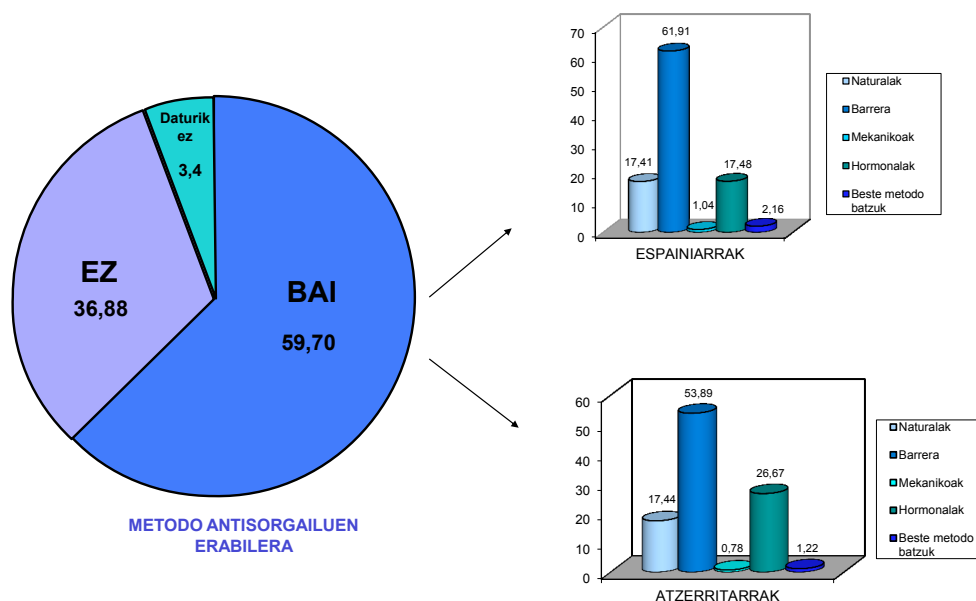 Daturik
ez
3,4
EZ
36,88
BAI
59,70
METODO ANTISORGAILUEN
ERABILERA
70
60
50
40
30
20
10
0
17,41
61,91
1,04
17,48
2,16
ESPAINIARRAK
Naturalak
Barrera
Mekanikoak
Hormonalak
Beste metodo
batzuk
60
50
40
30
20
10
0
17,44
53,89
0,78
26,67
1,22
ATZERRITARRAK
Naturalak
Barrera
Mekanikoak
Hormonalak
Beste metodo
batzuk